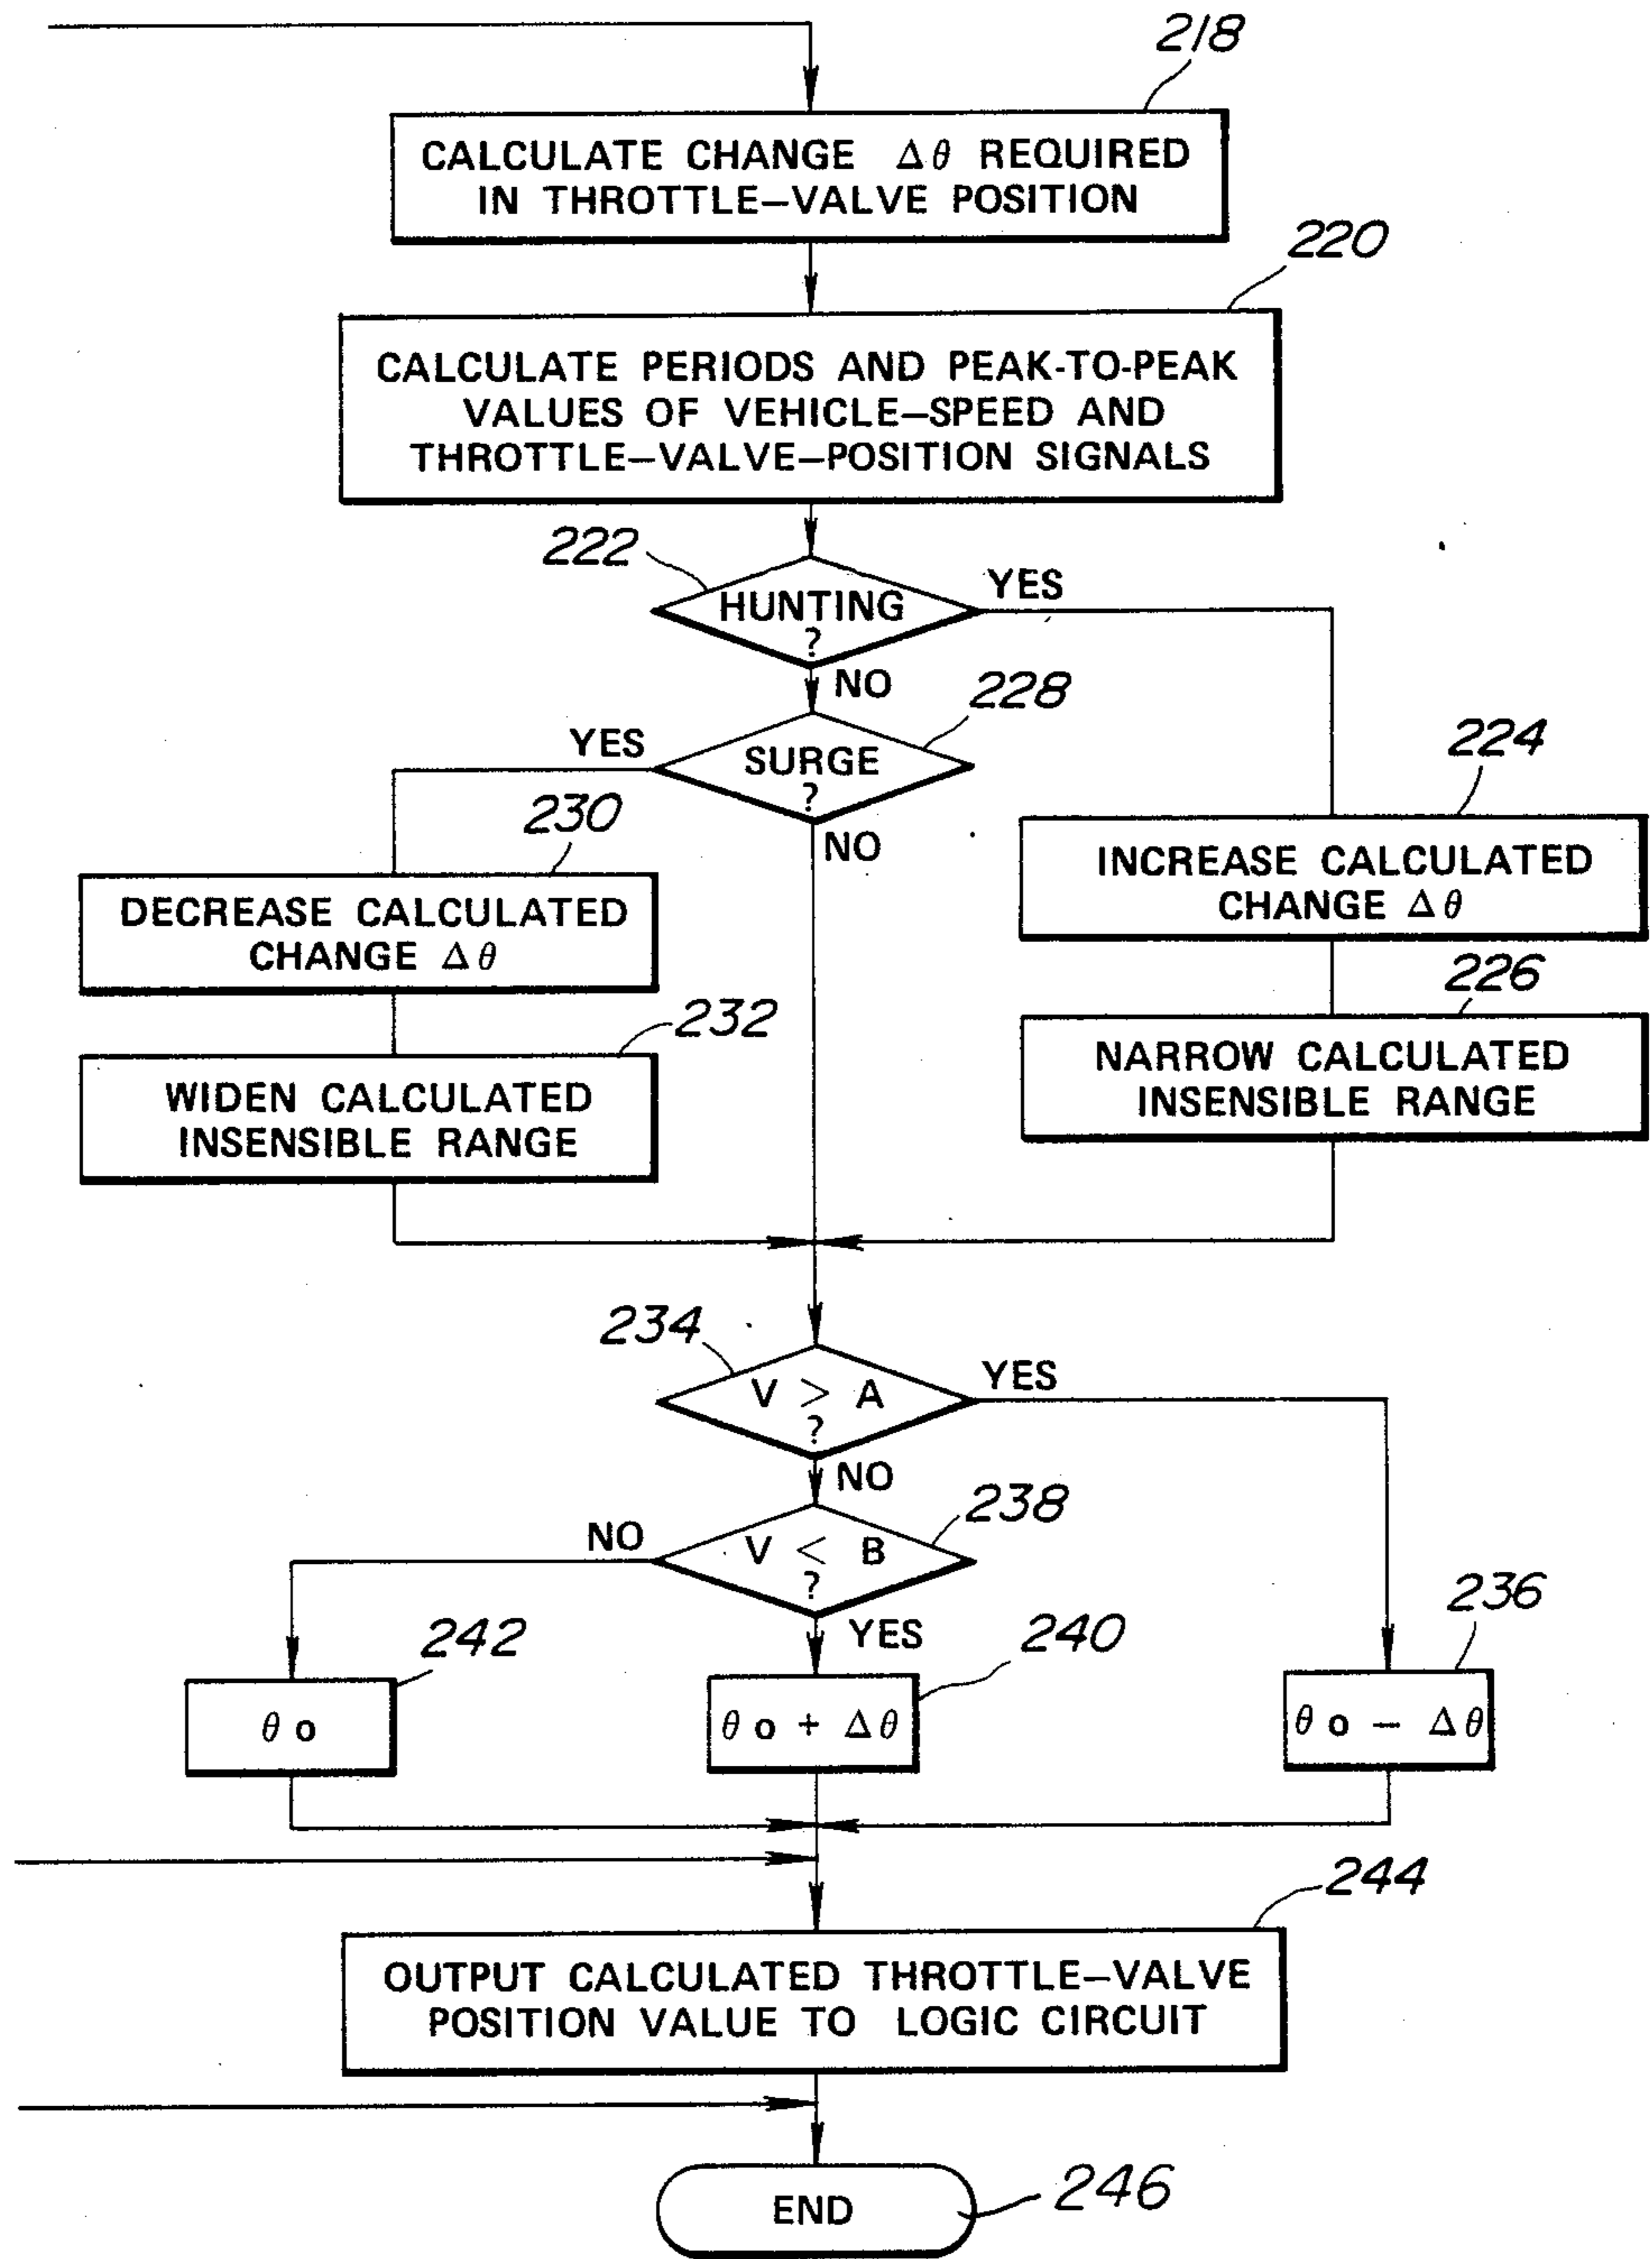 218
CALCULATE CHANGE Δθ REQUIRED
IN THROTTLE–VALVE POSITION
220
CALCULATE PERIODS AND PEAK-TO-PEAK
VALUES OF VEHICLE–SPEED AND
THROTTLE–VALVE–POSITION SIGNALS
222
HUNTING
?
YES
NO
228
YES
SURGE
?
NO
224
INCREASE CALCULATED
CHANGE Δθ
230
DECREASE CALCULATED
CHANGE Δθ
226
NARROW CALCULATED
INSENSIBLE RANGE
232
WIDEN CALCULATED
INSENSIBLE RANGE
234
V > A
?
YES
NO
238
NO
V < B
?
YES
242
θo
240
θo + Δθ
236
θo – Δθ
244
OUTPUT CALCULATED THROTTLE–VALVE
POSITION VALUE TO LOGIC CIRCUIT
END
246